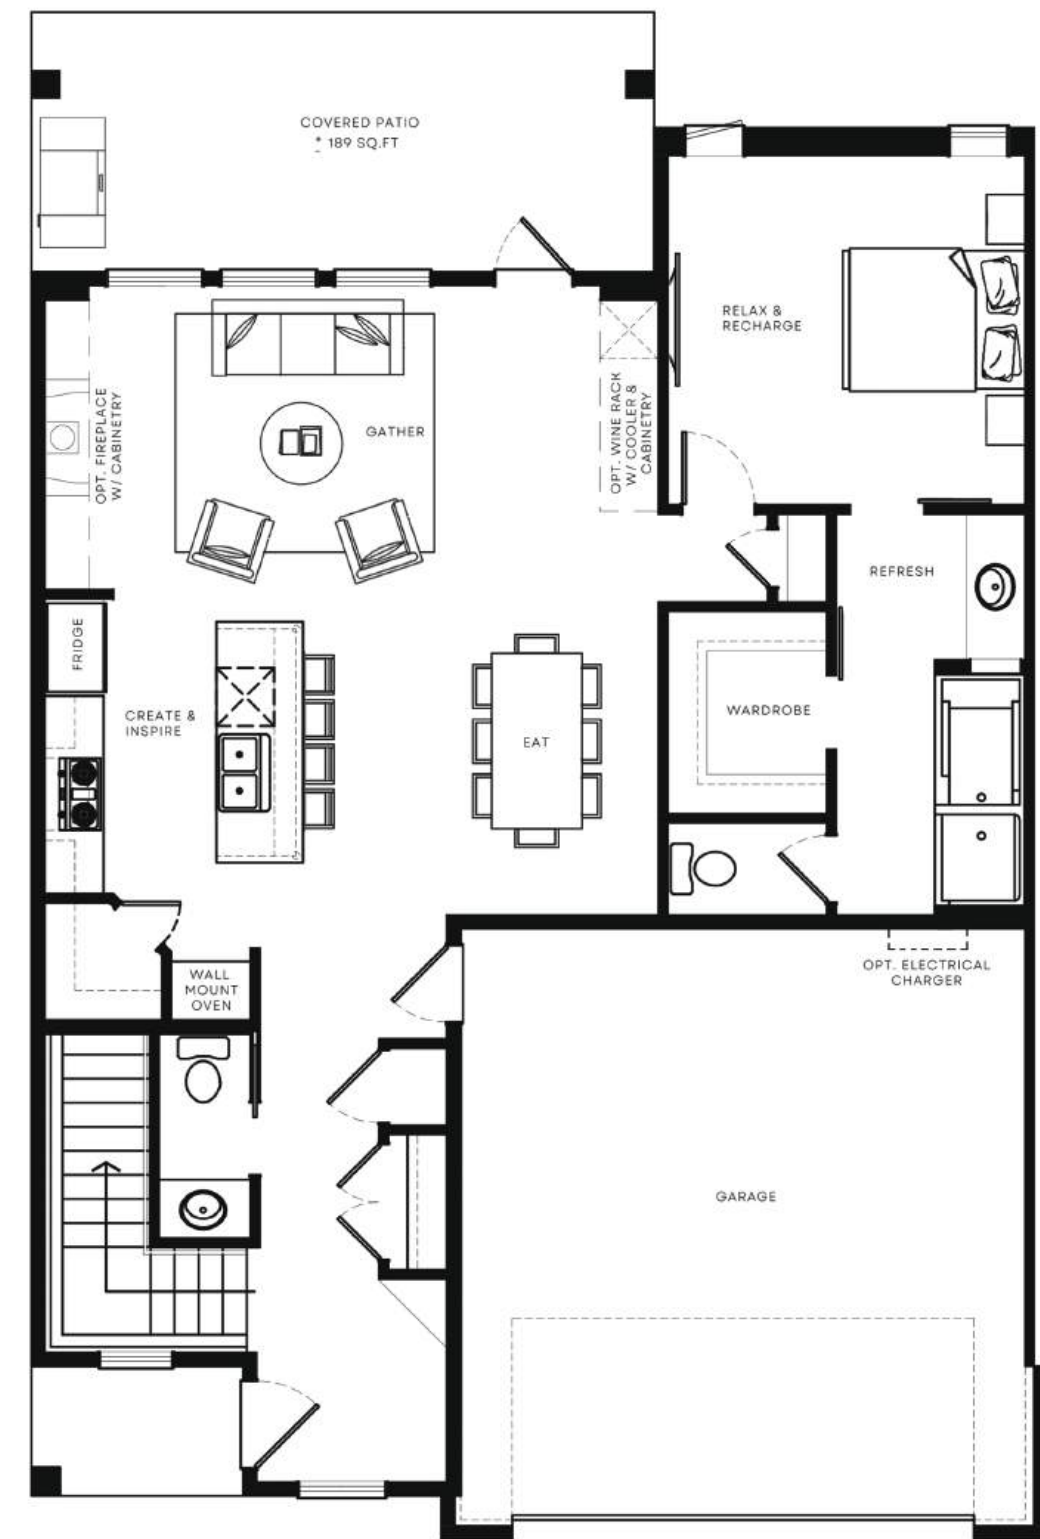 COVERED PATIO
± 189 SQ.FT
RELAX &
RECHARGE
OPT. FIREPLACE
W/ CABINETRY
GATHER
OPT. WINE RACK
W/ COOLER &
CABINETRY
REFRESH
FRIDGE
CREATE &
INSPIRE
EAT
WARDROBE
WALL
MOUNT
OVEN
OPT. ELECTRICAL
CHARGER
GARAGE